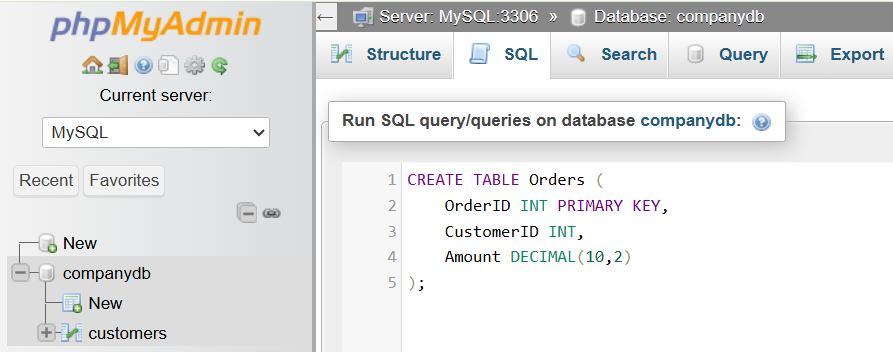 phpMyAdmin
Current server:
MySQL
Recent
Favorites
New
companydb
New
customers
Server: MySQL:3306 » Database: companydb
Structure
SQL
Search
Query
Export
Run SQL query/queries on database companydb:
1 CREATE TABLE Orders (
2     OrderID INT PRIMARY KEY,
3     CustomerID INT,
4     Amount DECIMAL(10,2)
5 );